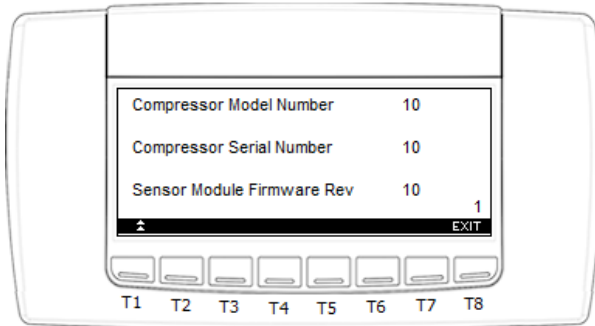 Compressor Model Number 10
Compressor Serial Number 10
Sensor Module Firmware Rev 10
1
EXIT
T1 T2 T3 T4 T5 T6 T7 T8